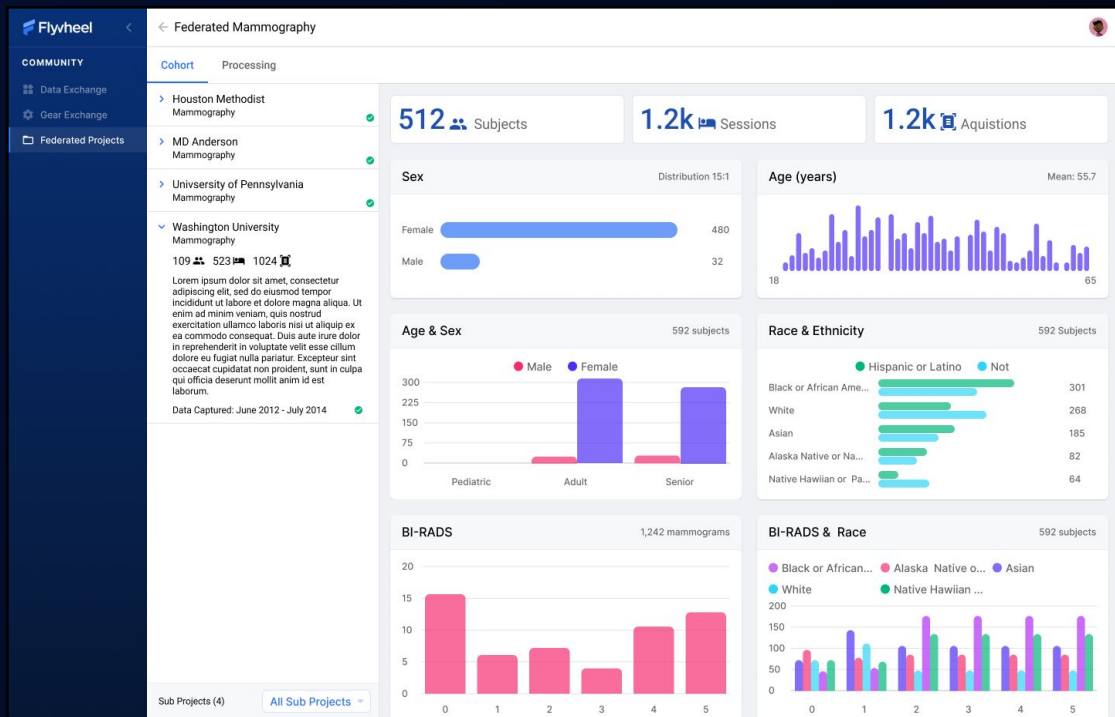 Flywheel
COMMUNITY
Data Exchange
Gear Exchange
Federated Projects
Federated Mammography
Cohort
Processing
Houston Methodist
Mammography
MD Anderson
Mammography
Univsersity of Pennsylvania
Mammography
Washington University
Mammography
109 523 1024
Lorem ipsum dolor sit amet, consectetur
adipiscing elit, sed do eiusmod tempor
incididunt ut labore et dolore magna aliqua. Ut
enim ad minim veniam, quis nostrud
exercitation ullamco laboris nisi ut aliquip ex
ea commodo consequat. Duis aute irure dolor
in reprehenderit in voluptate velit esse cillum
dolore eu fugiat nulla pariatur. Excepteur sint
occaecat cupidatat non proident, sunt in culpa
qui officia deserunt mollit anim id est
laborum.
Data Captured: June 2012 - July 2014
Sub Projects (4)
All Sub Projects
512 Subjects
1.2k Sessions
1.2k Aquistions
Sex
Distribution 15:1
Female 480
Male 32
Age (years)
Mean: 55.7
18 65
Age & Sex
592 subjects
Male Female
300
225
150
75
0
Pediatric Adult Senior
Race & Ethnicity
592 Subjects
Hispanic or Latino Not
Black or African Ame... 301
White 268
Asian 185
Alaska Native or Na... 82
Native Hawiian or Pa... 64
BI-RADS
1,242 mammograms
20
15
10
5
0
0 1 2 3 4 5
BI-RADS & Race
592 subjects
Black or African... Alaska Native o... Asian
White Native Hawiian ...
200
150
100
50
0
0 1 2 3 4 5